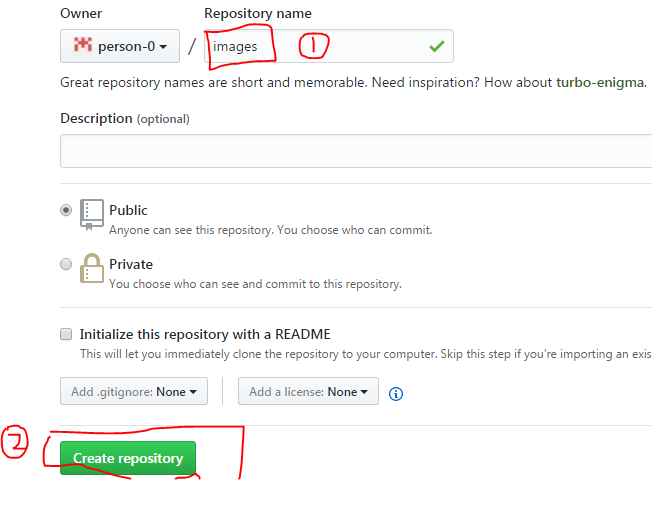 Owner Repository name
person-0 / images ①
Great repository names are short and memorable. Need inspiration? How about turbo-enigma.
Description (optional)
Public
Anyone can see this repository. You choose who can commit.
Private
You choose who can see and commit to this repository.
Initialize this repository with a README
This will let you immediately clone the repository to your computer. Skip this step if you're importing an exis
Add .gitignore: None Add a license: None
② Create repository